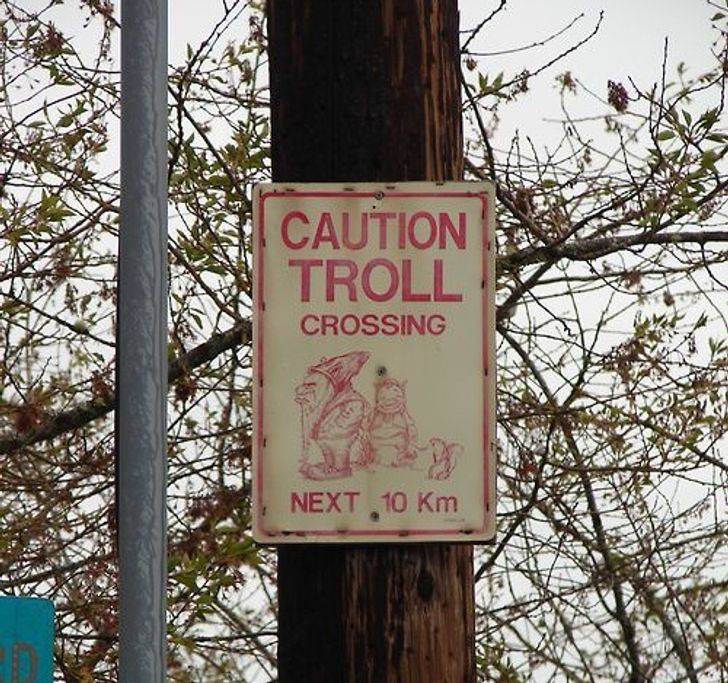 CAUTION
TROLL
CROSSING
NEXT 10 Km